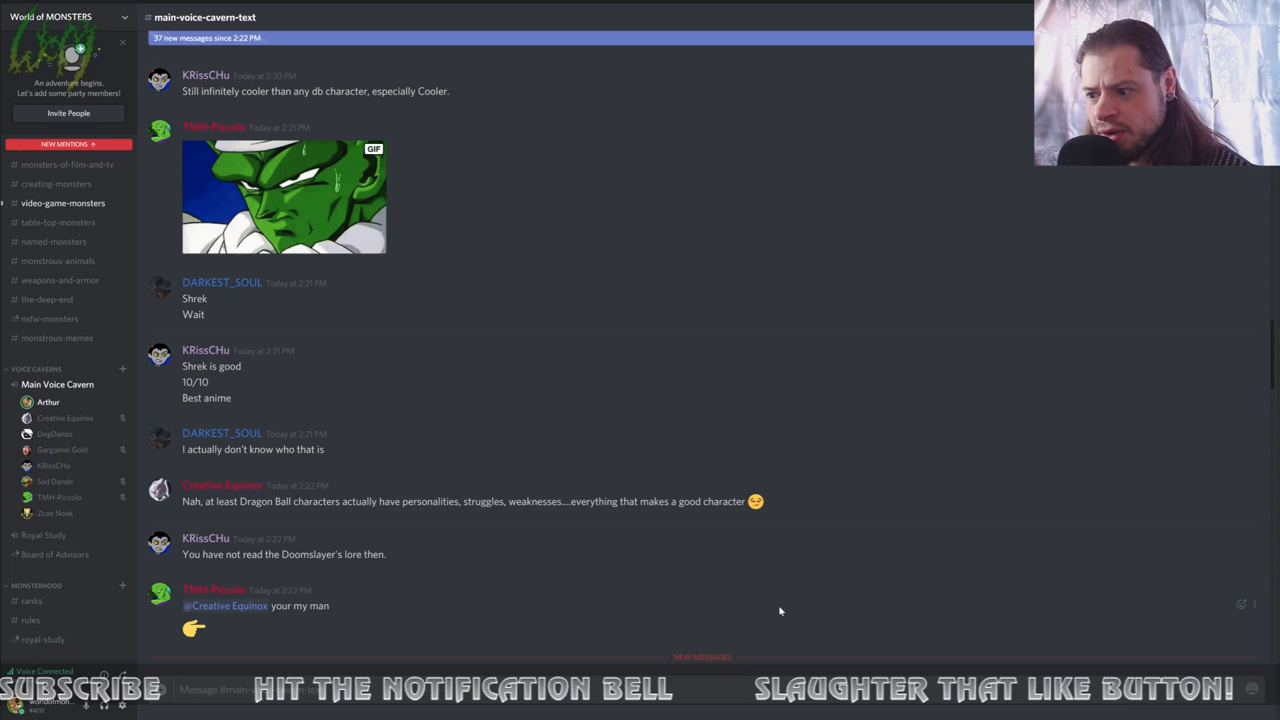 World of MONSTERS
An adventure begins.
Let's add some party members!
Invite People
NEW MENTIONS ↑
# monsters-of-film-and-tv
# creating-monsters
# video-game-monsters
# table-top-monsters
# named-monsters
# monstrous-animals
# weapons-and-armor
# the-deep-end
nsfw-monsters
# monstrous-memes
VOICE CAVERNS
Main Voice Cavern
Arthur
Creative Equinox
DogDanzo
Gargamel Gold
KRissCHu
Sad Dande
TMH-Piccolo
Zcee Nook
Royal Study
Board of Advisors
MONSTERHOOD
# ranks
# rules
royal-study
Voice Connected
#4212
# main-voice-cavern-text
37 new messages since 2:22 PM
KRissCHu Today at 2:20 PM
Still infinitely cooler than any db character, especially Cooler.
TMH-Piccolo Today at 2:21 PM
GIF
DARKEST_SOUL Today at 2:21 PM
Shrek
Wait
KRissCHu Today at 2:21 PM
Shrek is good
10/10
Best anime
DARKEST_SOUL Today at 2:21 PM
I actually don't know who that is
Creative Equinox Today at 2:22 PM
Nah, at least Dragon Ball characters actually have personalities, struggles, weaknesses....everything that makes a good character
KRissCHu Today at 2:22 PM
You have not read the Doomslayer's lore then.
TMH-Piccolo Today at 2:22 PM
@Creative Equinox your my man
NEW MESSAGES
SUBSCRIBE HIT THE NOTIFICATION BELL SLAUGHTER THAT LIKE BUTTON!